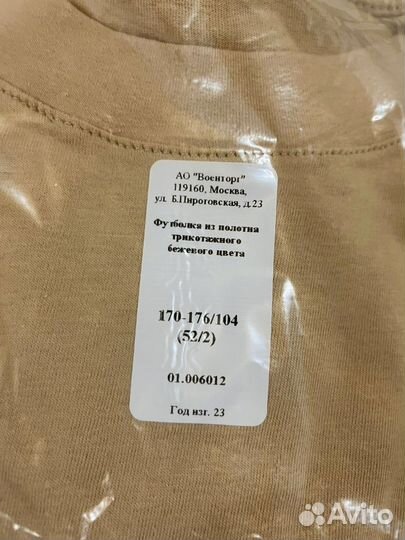 АО "Военторг"
119160, Москва,
ул. Б.Пироговская, д.23
Футболка из полотна
трикотажного
бежевого цвета
170-176/104
(52/2)
01.006012
Год изг. 23
Avito